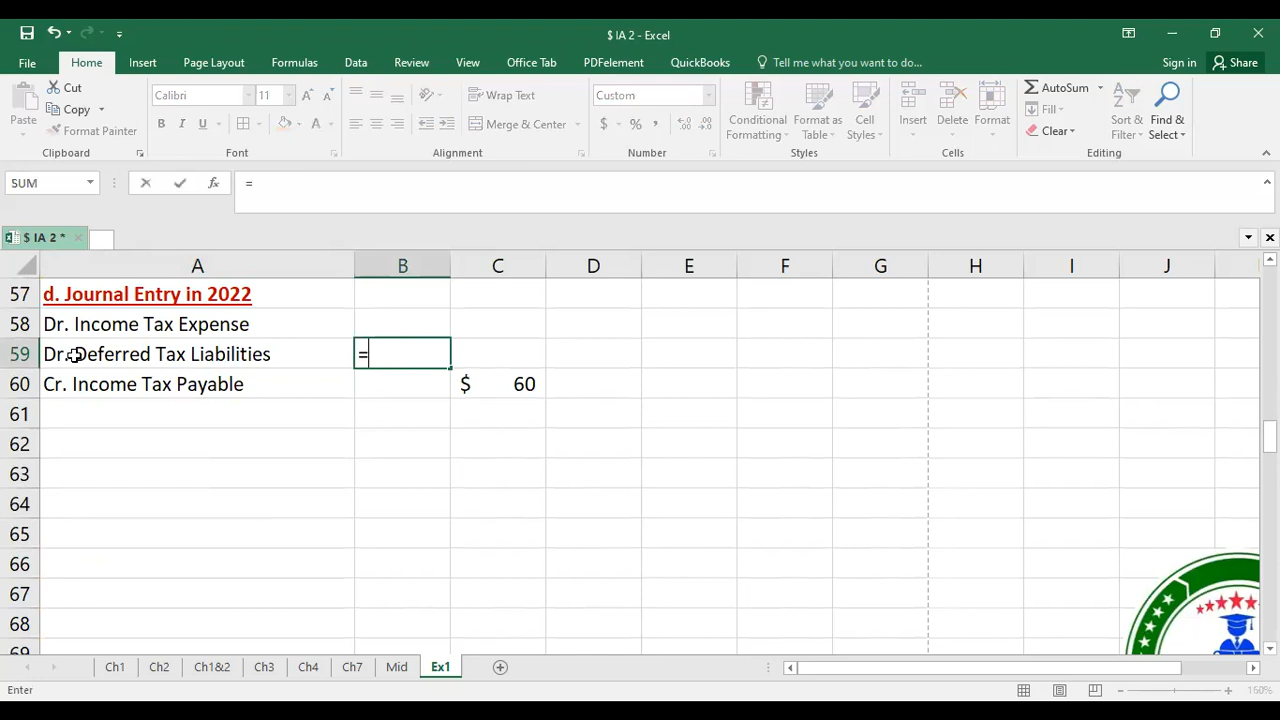 $ IA 2 - Excel
File Home Insert Page Layout Formulas Data Review View Office Tab PDFelement QuickBooks Tell me what you want to do... Sign in Share
Paste
Cut
Copy
Format Painter
Clipboard
Calibri 11
B I U
Font
Wrap Text
Merge & Center
Alignment
Custom
$ % ,
Number
Conditional Formatting
Format as Table
Cell Styles
Styles
Insert Delete Format
Cells
AutoSum
Fill
Clear
Sort & Filter
Find & Select
Editing
SUM fx =
$ IA 2 *
A B C D E F G H I J
57 d. Journal Entry in 2022
58 Dr. Income Tax Expense
59 Dr. Deferred Tax Liabilities =
60 Cr. Income Tax Payable $ 60
61
62
63
64
65
66
67
68
69
Ch1 Ch2 Ch1&2 Ch3 Ch4 Ch7 Mid Ex1
Enter 160%